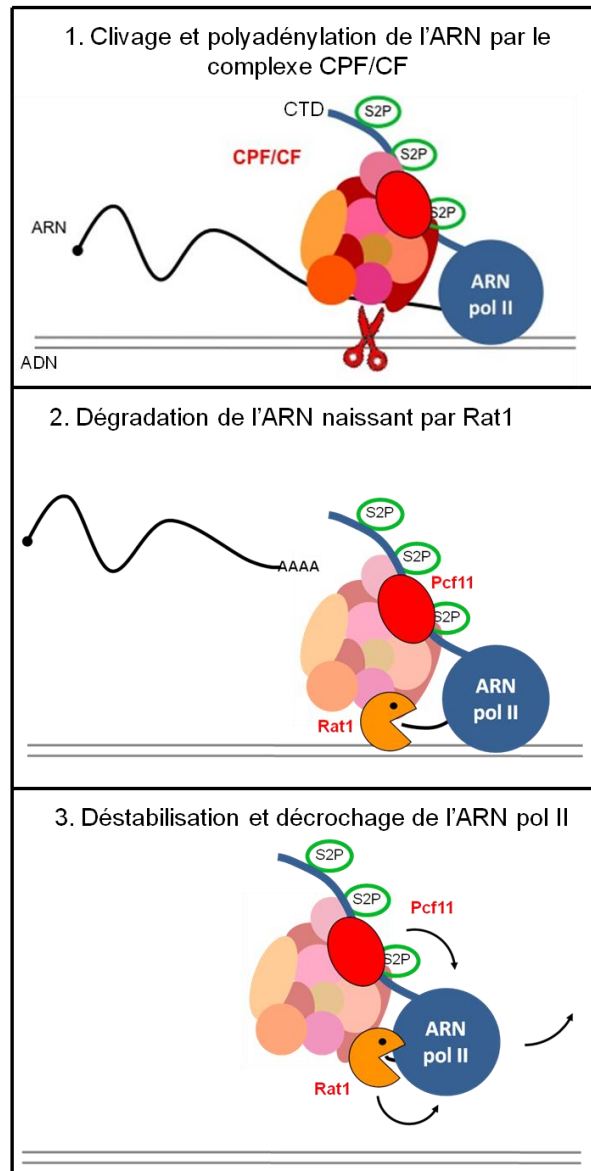 1. Clivage et polyadénylation de l'ARN par le
complexe CPF/CF
CTD
S2P
S2P
CPF/CF
S2P
ARN
ARN
pol II
ADN
2. Dégradation de l'ARN naissant par Rat1
S2P
AAAA
S2P
Pcf11
S2P
ARN
pol II
Rat1
3. Déstabilisation et décrochage de l'ARN pol II
S2P
S2P
Pcf11
S2P
ARN
pol II
Rat1